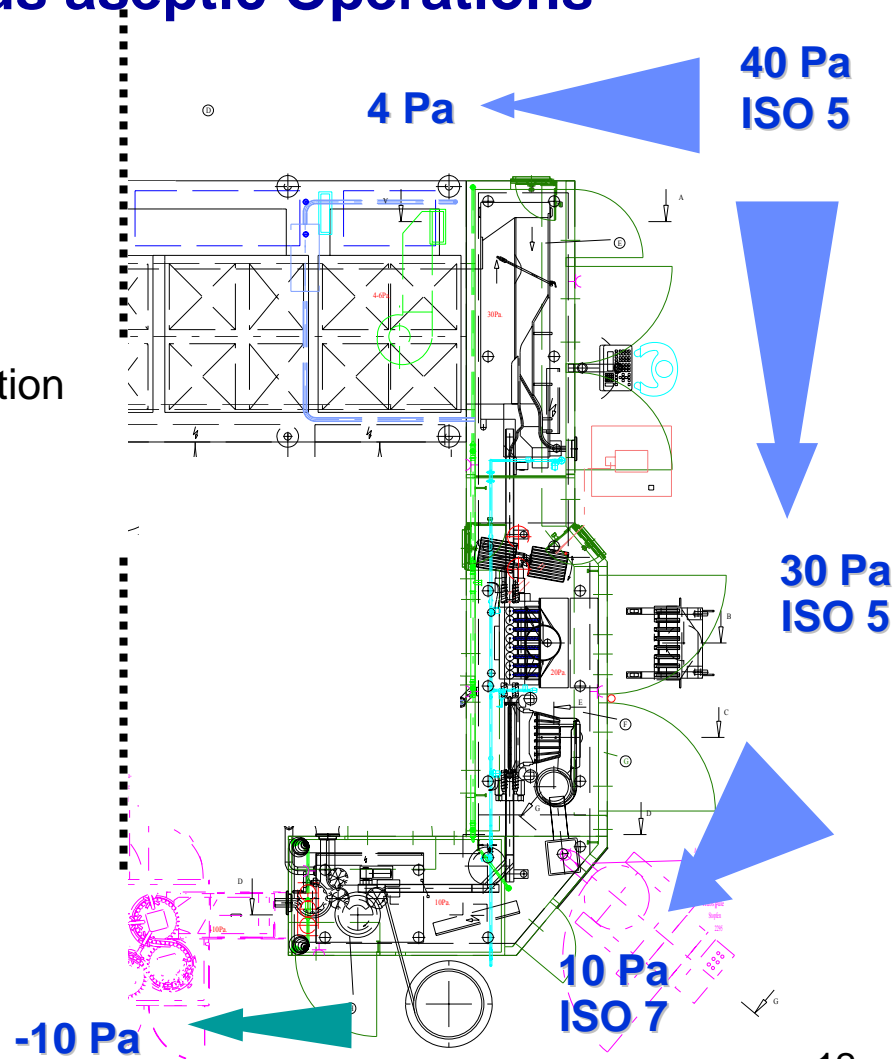 us aseptic Operations
40 Pa
ISO 5
4 Pa
D
A
V
E
4-6Pa.
30Pa.
tion
30 Pa
ISO 5
B
20Pa.
E
C
F
G
G
D
D
10Pa.
-10Pa.
10 Pa
ISO 7
G
-10 Pa